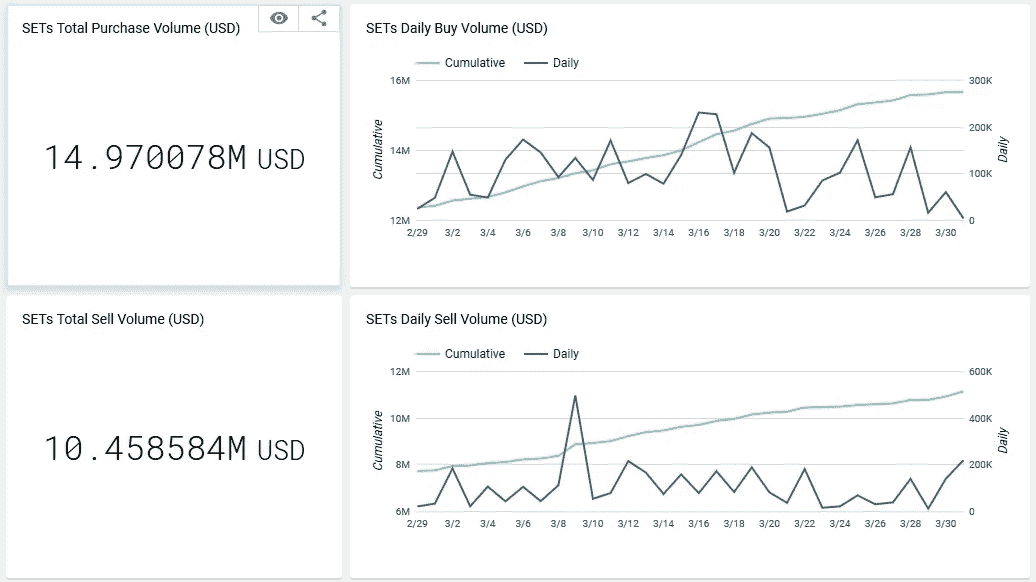 SETs Total Purchase Volume (USD)
14.970078M USD
SETs Daily Buy Volume (USD)
Cumulative Daily
16M 300K
200K
14M
100K
12M 0
Cumulative
Daily
2/29 3/2 3/4 3/6 3/8 3/10 3/12 3/14 3/16 3/18 3/20 3/22 3/24 3/26 3/28 3/30
SETs Total Sell Volume (USD)
10.458584M USD
SETs Daily Sell Volume (USD)
Cumulative Daily
12M 600K
10M 400K
8M 200K
6M 0
Cumulative
Daily
2/29 3/2 3/4 3/6 3/8 3/10 3/12 3/14 3/16 3/18 3/20 3/22 3/24 3/26 3/28 3/30